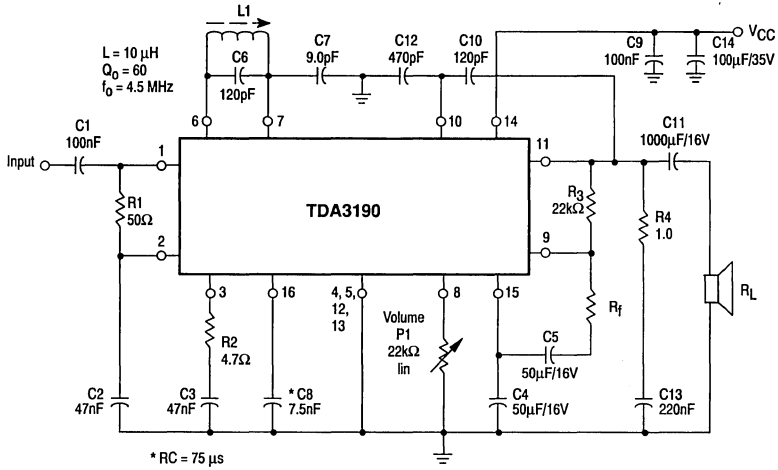 L1
L = 10 µH
Qo = 60
fo = 4.5 MHz
C6
120pF
C7
9.0pF
C12
470pF
C10
120pF
C9
100nF
C14
100µF/35V
VCC
6
7
10
14
C1
100nF
Input
1
R1
50Ω
2
TDA3190
11
9
R3
22kΩ
C11
1000µF/16V
R4
1.0
RL
3
16
4, 5,
12,
13
8
15
R2
4.7Ω
Volume
P1
22kΩ
lin
Rf
C5
50µF/16V
C2
47nF
C3
47nF
* C8
7.5nF
C4
50µF/16V
C13
220nF
* RC = 75 µs